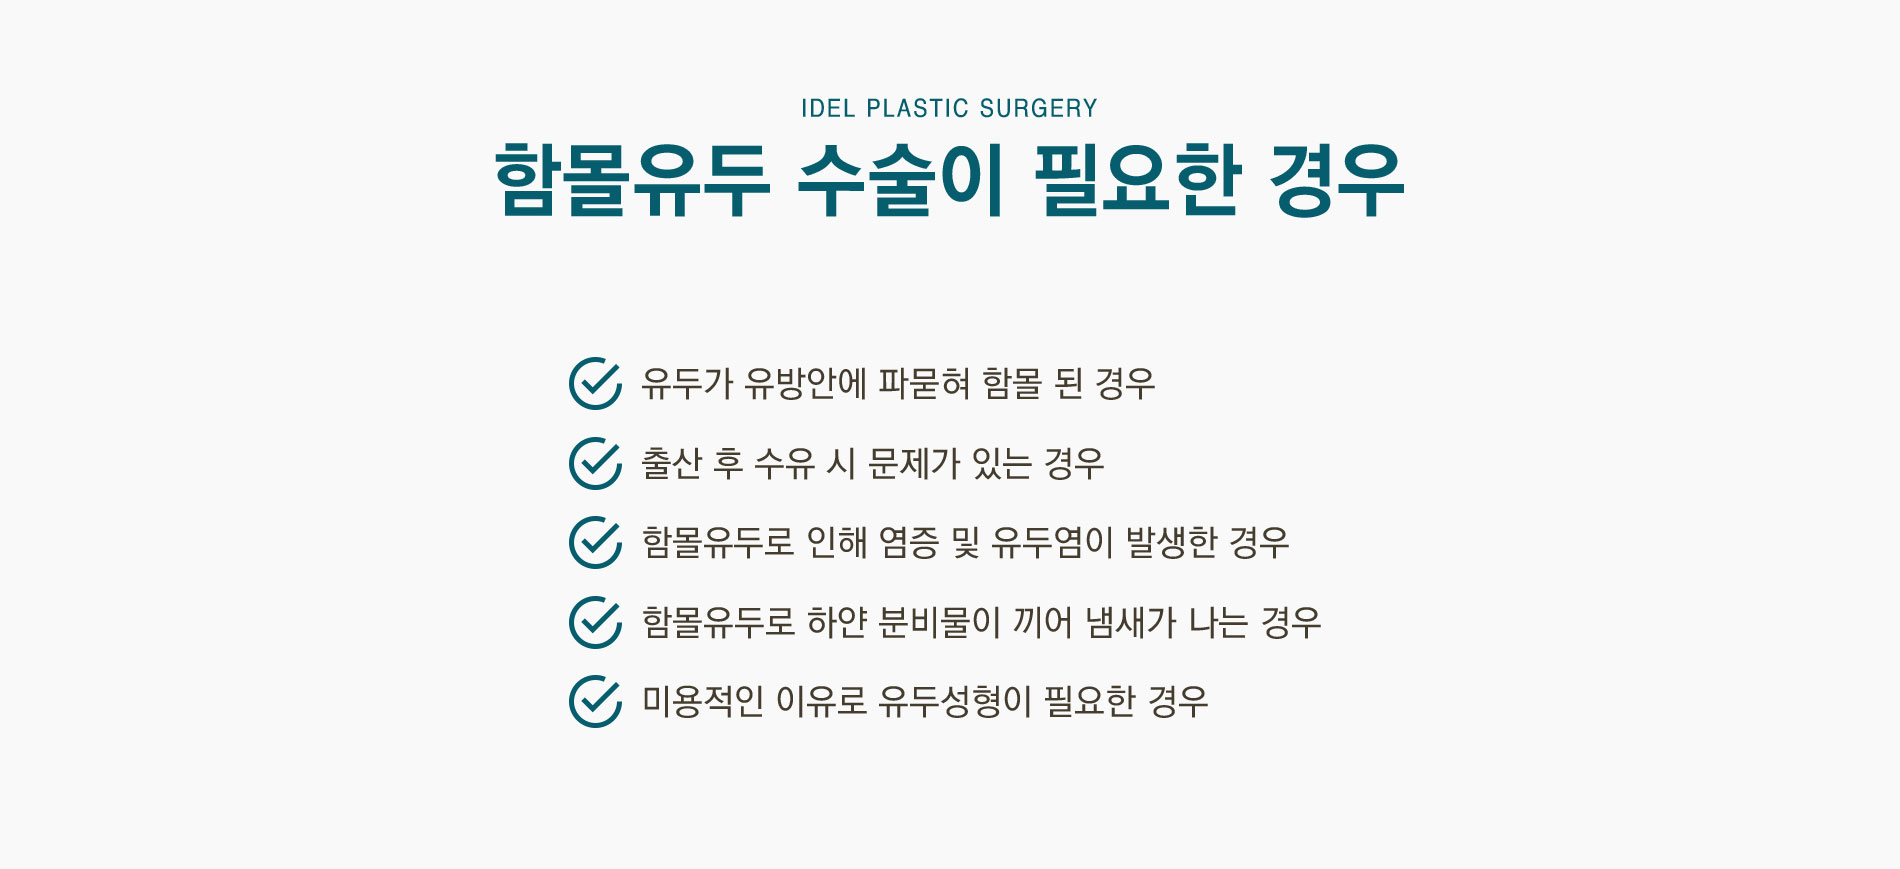 IDEL PLASTIC SURGERY
함몰유두 수술이 필요한 경우
유두가 유방안에 파묻혀 함몰 된 경우
출산 후 수유 시 문제가 있는 경우
함몰유두로 인해 염증 및 유두염이 발생한 경우
함몰유두로 하얀 분비물이 끼어 냄새가 나는 경우
미용적인 이유로 유두성형이 필요한 경우